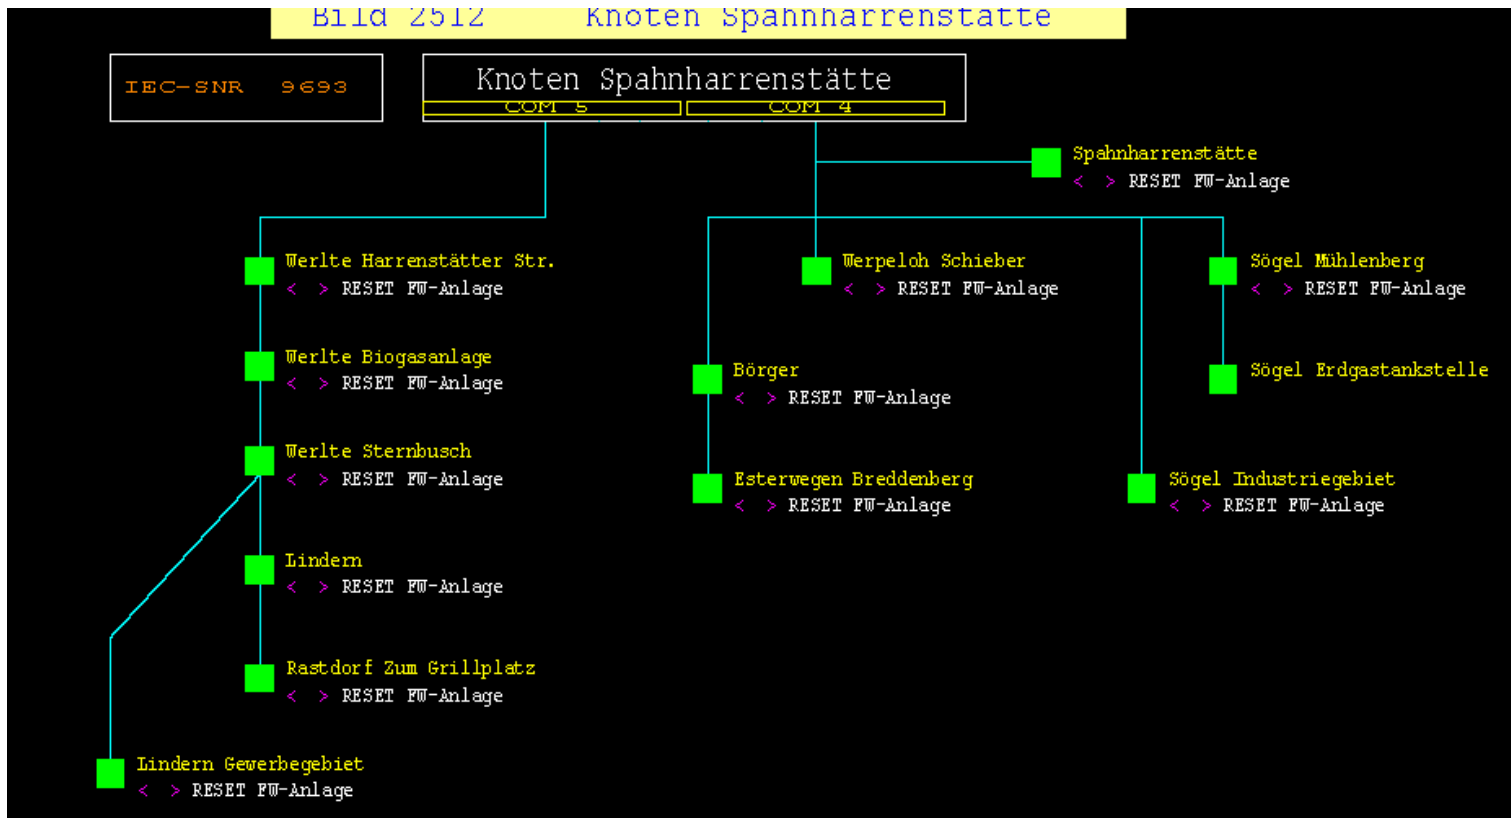 Bild 2512 Knoten Spahnharrenstätte
IEC-SNR 9693
Knoten Spahnharrenstätte
COM 5 COM 4
Spahnharrenstätte
< > RESET FW-Anlage
Werlte Harrenstätter Str.
< > RESET FW-Anlage
Werpeloh Schieber
< > RESET FW-Anlage
Sögel Mühlenberg
< > RESET FW-Anlage
Werlte Biogasanlage
< > RESET FW-Anlage
Börger
< > RESET FW-Anlage
Sögel Erdgastankstelle
Werlte Sternbusch
< > RESET FW-Anlage
Esterwegen Breddenberg
< > RESET FW-Anlage
Sögel Industriegebiet
< > RESET FW-Anlage
Lindern
< > RESET FW-Anlage
Rastdorf Zum Grillplatz
< > RESET FW-Anlage
Lindern Gewerbegebiet
< > RESET FW-Anlage